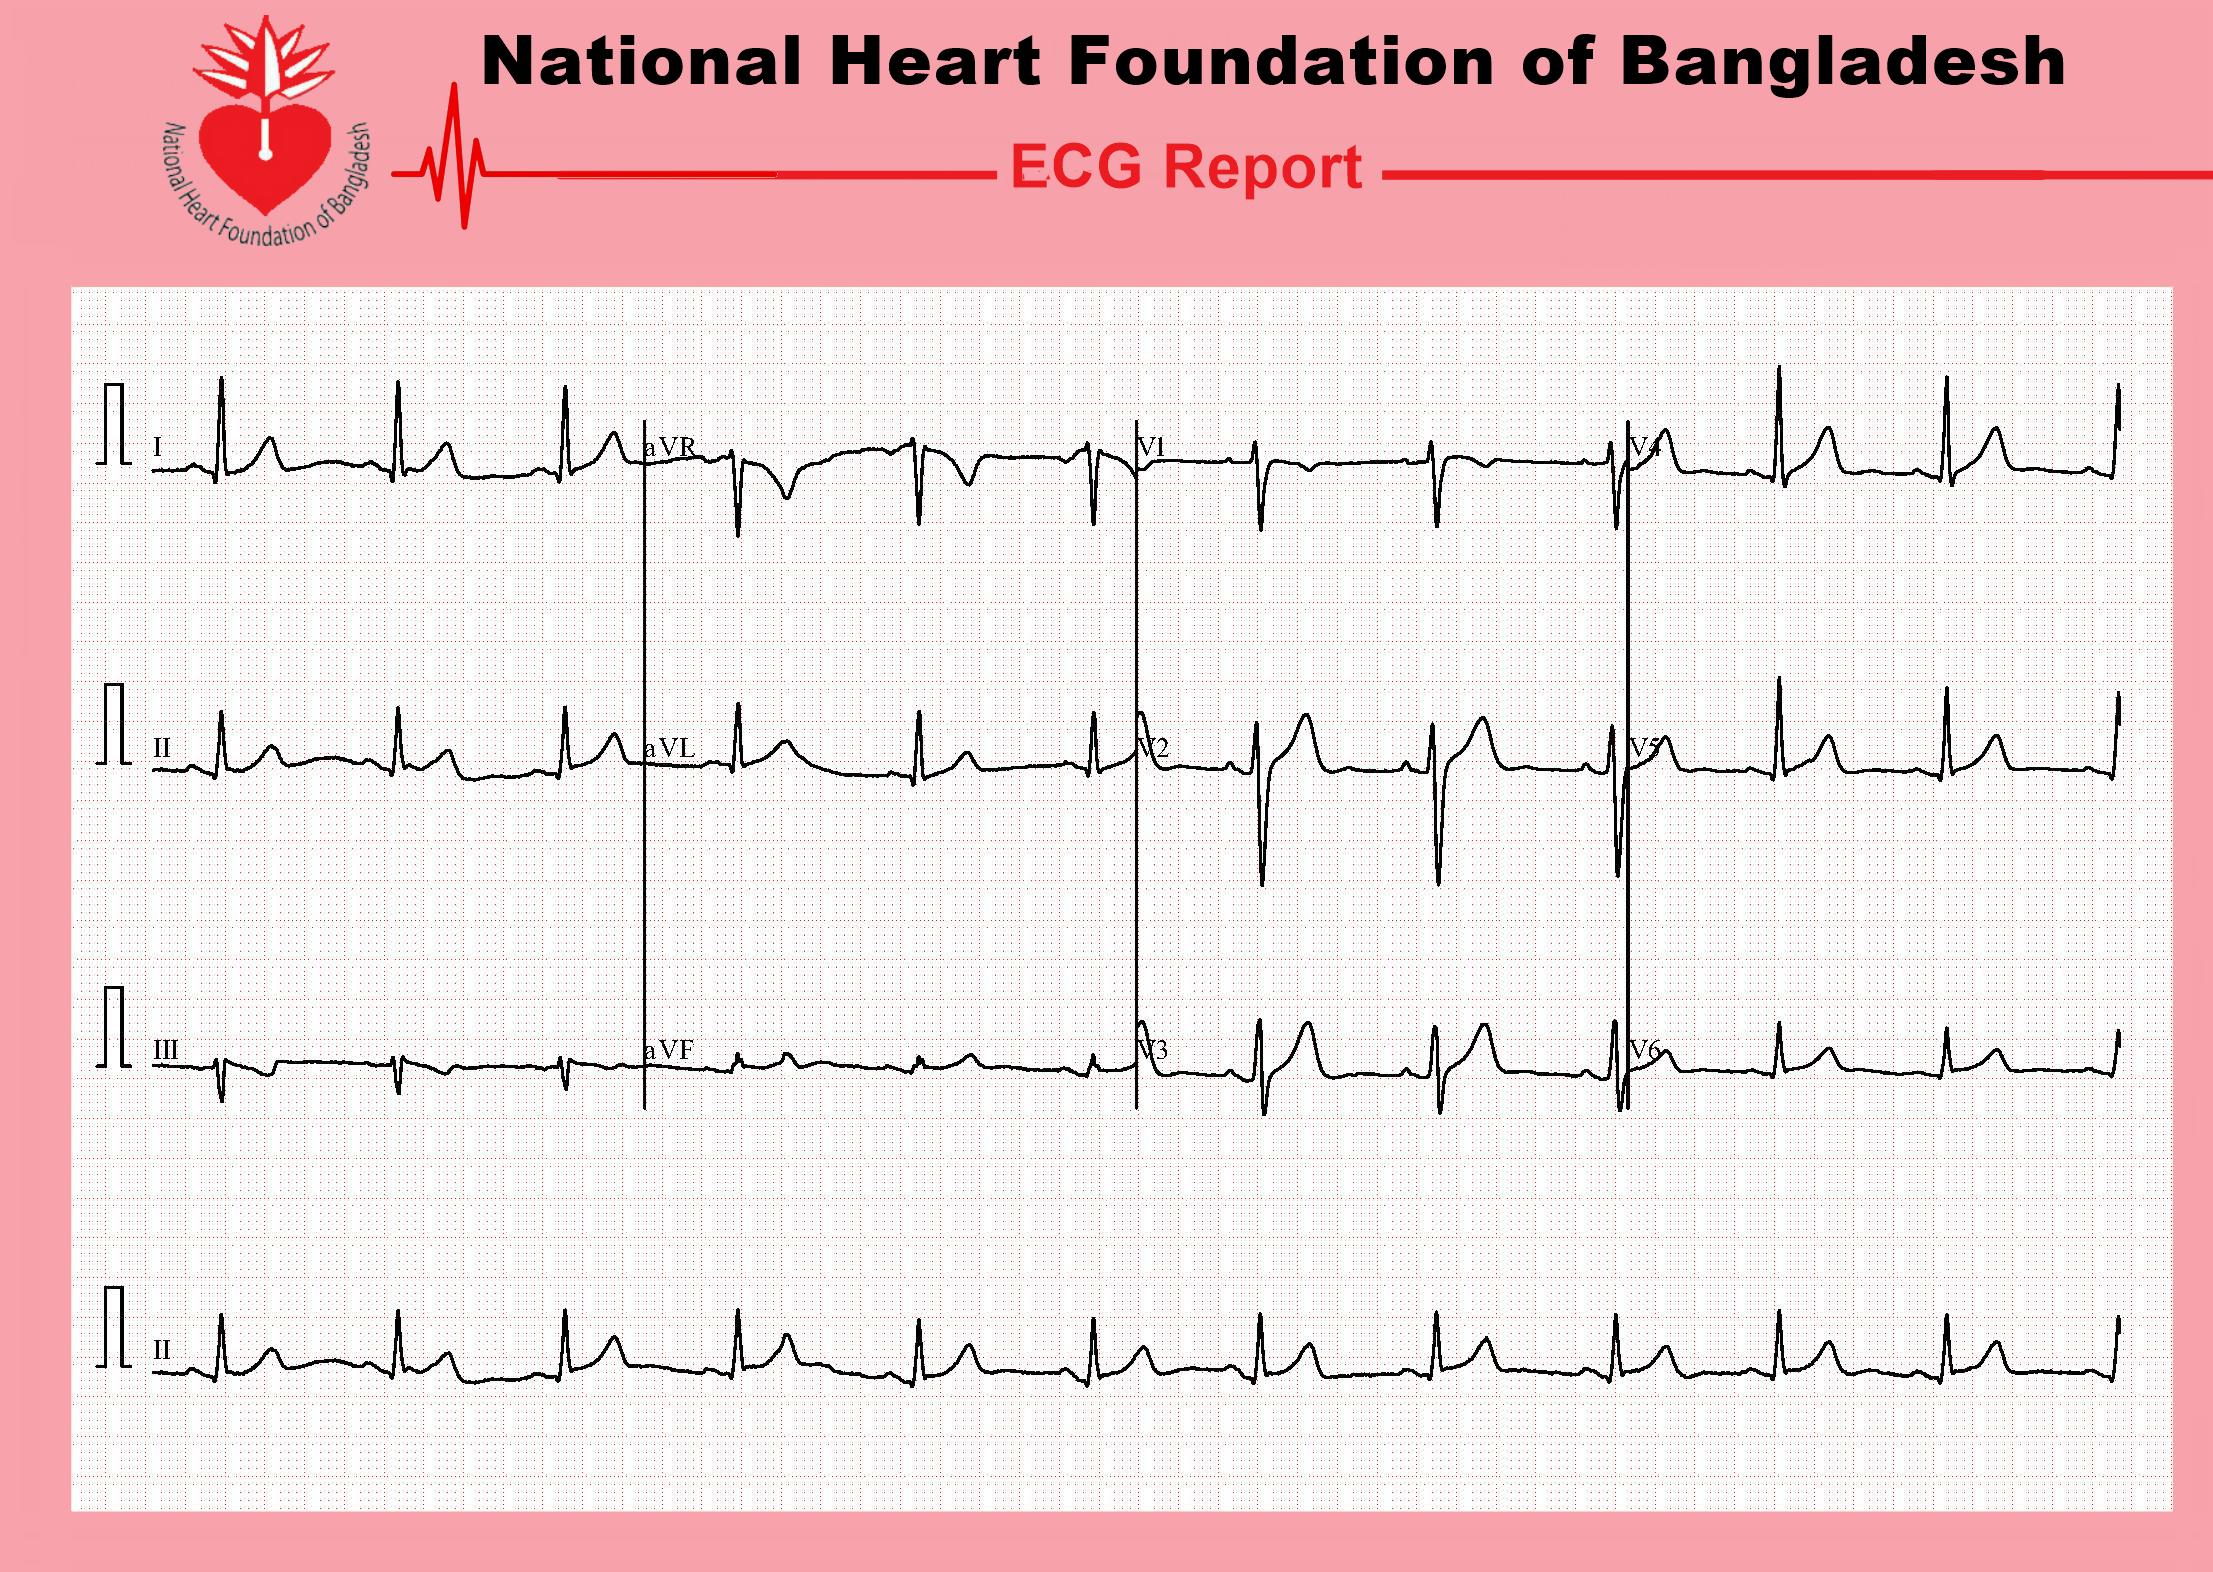 National Heart Foundation of Bangladesh
National Heart Foundation of Bangladesh
ECG Report
I aVR V1 V4
II aVL V2 V5
III aVF V3 V6
II